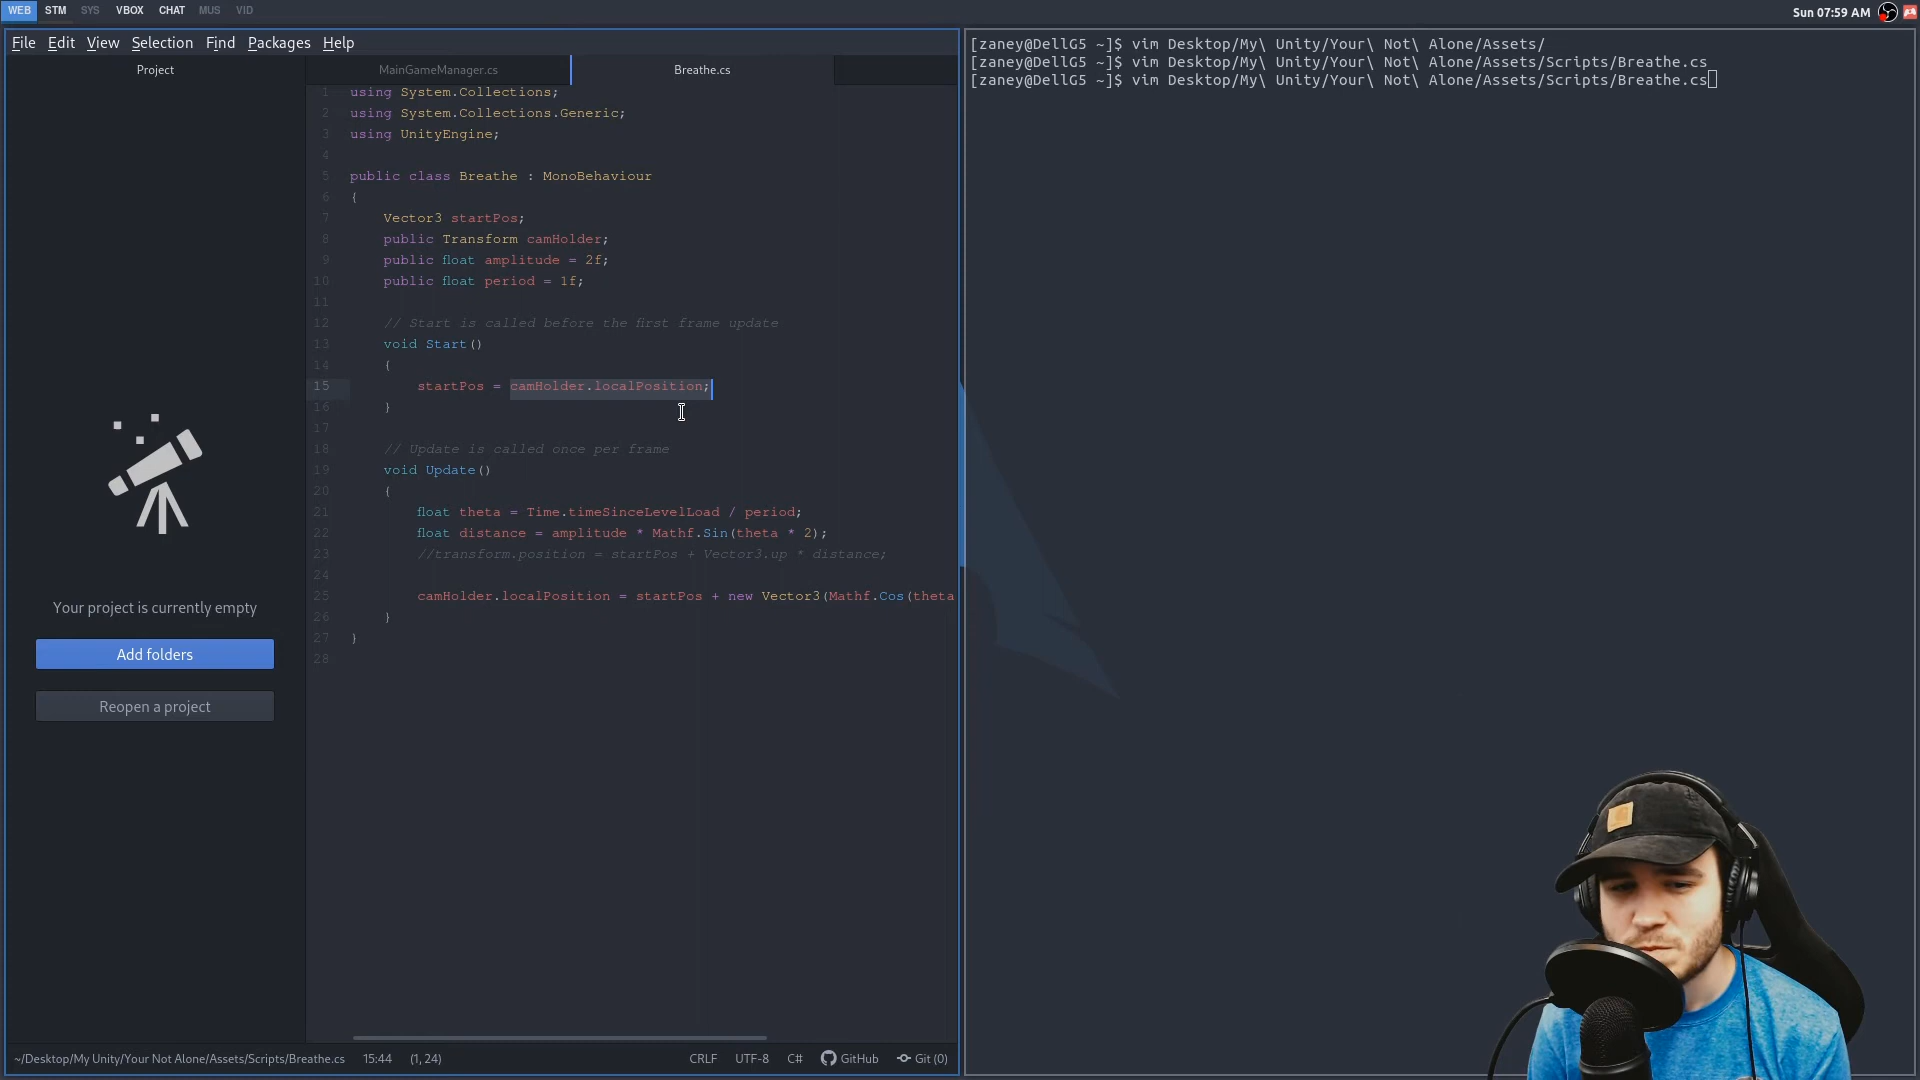 WEB STM SYS VBOX CHAT MUS VID
Sun 07:59 AM
File Edit View Selection Find Packages Help
Project
MainGameManager.cs
Breathe.cs
1 using System.Collections;
2 using System.Collections.Generic;
3 using UnityEngine;
4
5 public class Breathe : MonoBehaviour
6 {
7 Vector3 startPos;
8 public Transform camHolder;
9 public float amplitude = 2f;
10 public float period = 1f;
11
12 // Start is called before the first frame update
13 void Start()
14 {
15 startPos = camHolder.localPosition;
16 }
17
18 // Update is called once per frame
19 void Update()
20 {
21 float theta = Time.timeSinceLevelLoad / period;
22 float distance = amplitude * Mathf.Sin(theta * 2);
23 //transform.position = startPos + Vector3.up * distance;
24
25 camHolder.localPosition = startPos + new Vector3(Mathf.Cos(theta
26 }
27 }
28
Your project is currently empty
Add folders
Reopen a project
~/Desktop/My Unity/Your Not Alone/Assets/Scripts/Breathe.cs 15:44 (1, 24)
CRLF UTF-8 C# GitHub Git (0)
[zaney@DellG5 ~]$ vim Desktop/My\ Unity/Your\ Not\ Alone/Assets/
[zaney@DellG5 ~]$ vim Desktop/My\ Unity/Your\ Not\ Alone/Assets/Scripts/Breathe.cs
[zaney@DellG5 ~]$ vim Desktop/My\ Unity/Your\ Not\ Alone/Assets/Scripts/Breathe.cs